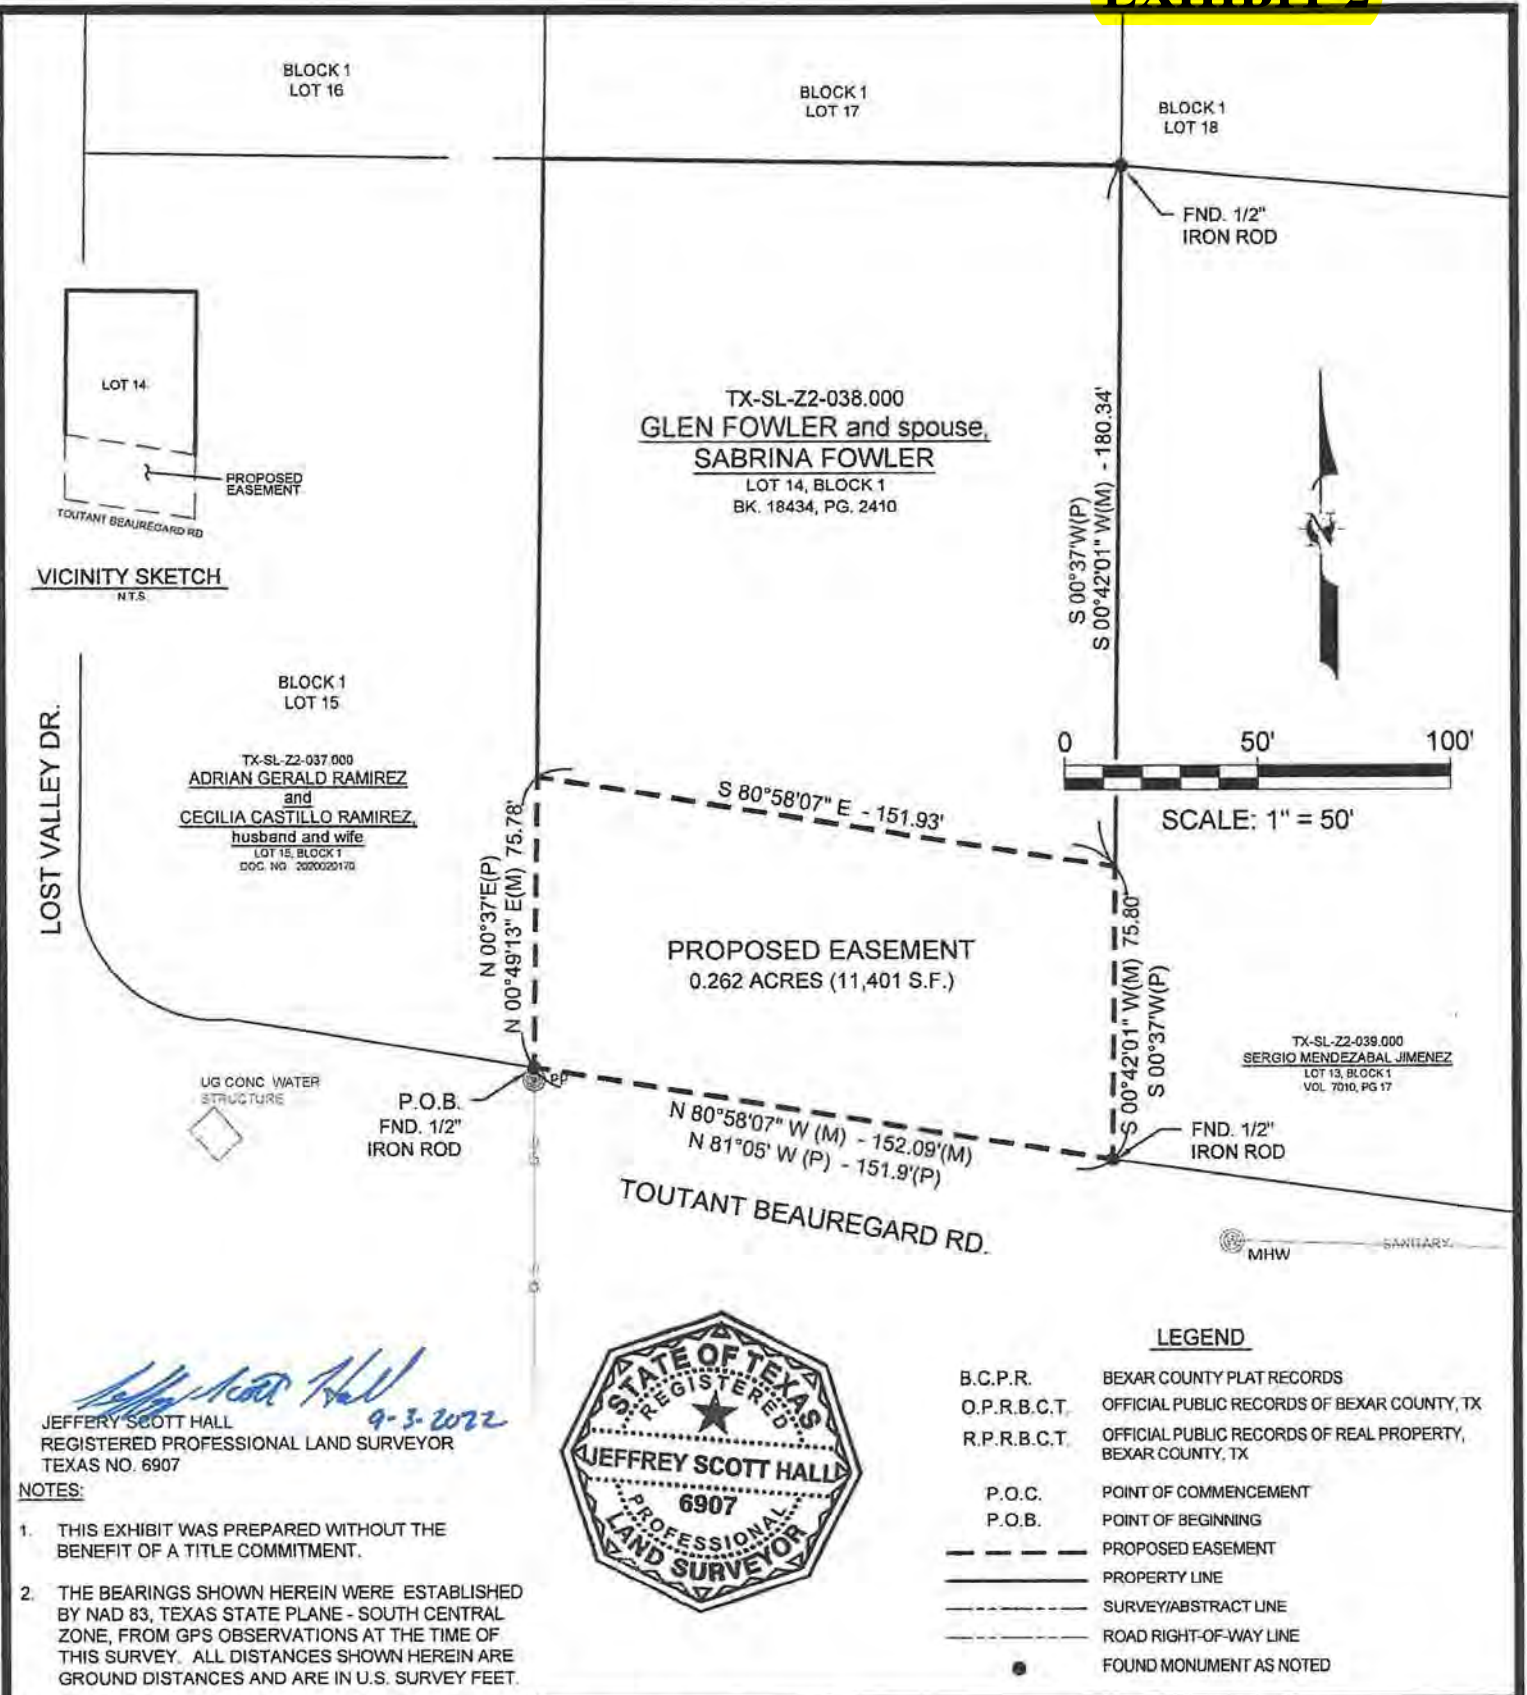 BLOCK 1
LOT 16
BLOCK 1
LOT 17
BLOCK 1
LOT 18
FND. 1/2"
IRON ROD
LOT 14
PROPOSED
EASEMENT
TOUTANT BEAUREGARD RD
VICINITY SKETCH
N.T.S.
TX-SL-Z2-038.000
GLEN FOWLER and spouse,
SABRINA FOWLER
LOT 14, BLOCK 1
BK. 18434, PG. 2410
S 00°37'W(P)
S 00°42'01" W(M) - 180.34'
N
0 50' 100'
SCALE: 1" = 50'
LOST VALLEY DR.
BLOCK 1
LOT 15
TX-SL-Z2-037.000
ADRIAN GERALD RAMIREZ
and
CECILIA CASTILLO RAMIREZ,
husband and wife
LOT 15, BLOCK 1
DOC. NO. 2020020170
N 00°37'E(P)
N 00°49'13" E(M) 75.78'
S 80°58'07" E - 151.93'
PROPOSED EASEMENT
0.262 ACRES (11,401 S.F.)
S 00°42'01" W(M) 75.80'
S 00°37'W(P)
TX-SL-Z2-039.000
SERGIO MENDEZABAL JIMENEZ
LOT 13, BLOCK 1
VOL. 7010, PG 17
UG CONC WATER
STRUCTURE
P.O.B.
FND. 1/2"
IRON ROD
PP
N 80°58'07" W (M) - 152.09'(M)
N 81°05' W (P) - 151.9'(P)
FND. 1/2"
IRON ROD
TOUTANT BEAUREGARD RD.
MHW
SANITARY
Jeffery Scott Hall
9-3-2022
JEFFERY SCOTT HALL
REGISTERED PROFESSIONAL LAND SURVEYOR
TEXAS NO. 6907
STATE OF TEXAS
REGISTERED
JEFFREY SCOTT HALL
6907
PROFESSIONAL
LAND SURVEYOR
NOTES:
1. THIS EXHIBIT WAS PREPARED WITHOUT THE
BENEFIT OF A TITLE COMMITMENT.
2. THE BEARINGS SHOWN HEREIN WERE ESTABLISHED
BY NAD 83, TEXAS STATE PLANE - SOUTH CENTRAL
ZONE, FROM GPS OBSERVATIONS AT THE TIME OF
THIS SURVEY. ALL DISTANCES SHOWN HEREIN ARE
GROUND DISTANCES AND ARE IN U.S. SURVEY FEET.
LEGEND
B.C.P.R. BEXAR COUNTY PLAT RECORDS
O.P.R.B.C.T. OFFICIAL PUBLIC RECORDS OF BEXAR COUNTY, TX
R.P.R.B.C.T. OFFICIAL PUBLIC RECORDS OF REAL PROPERTY,
BEXAR COUNTY, TX
P.O.C. POINT OF COMMENCEMENT
P.O.B. POINT OF BEGINNING
PROPOSED EASEMENT
PROPERTY LINE
SURVEY/ABSTRACT LINE
ROAD RIGHT-OF-WAY LINE
FOUND MONUMENT AS NOTED